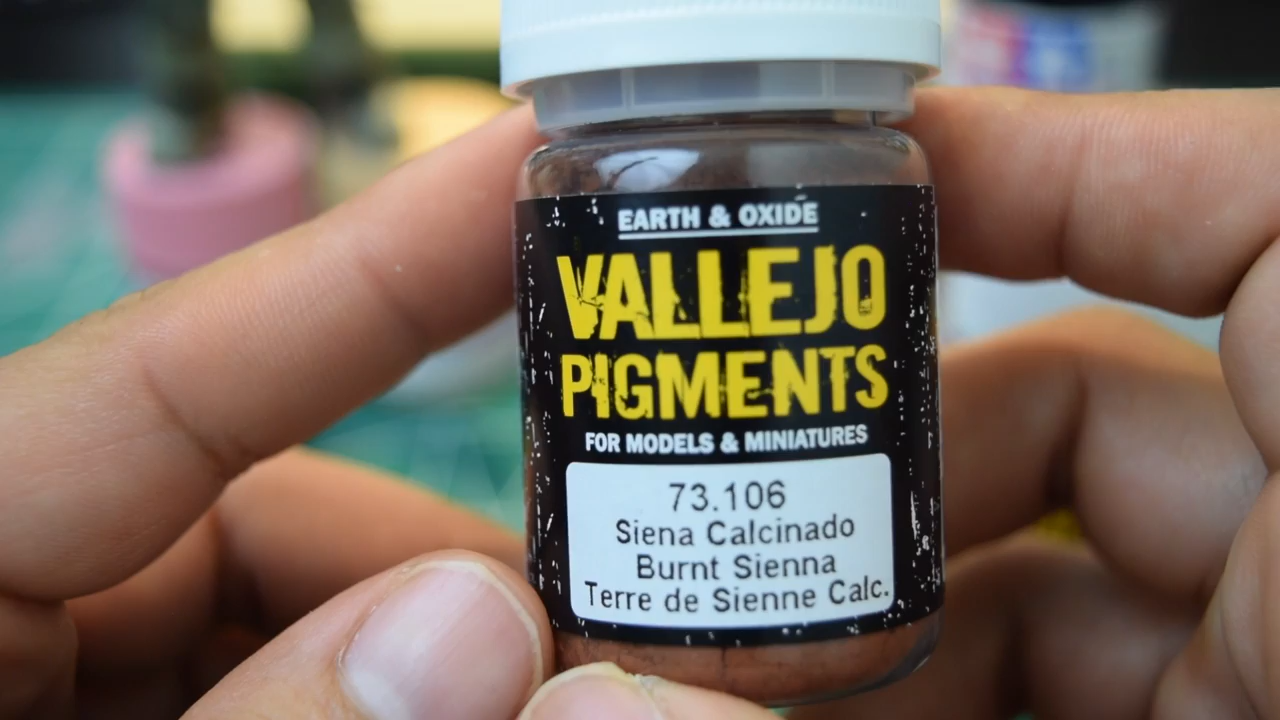 EARTH & OXIDE
VALLEJO
PIGMENTS
FOR MODELS & MINIATURES
73.106
Siena Calcinado
Burnt Sienna
Terre de Sienne Calc.